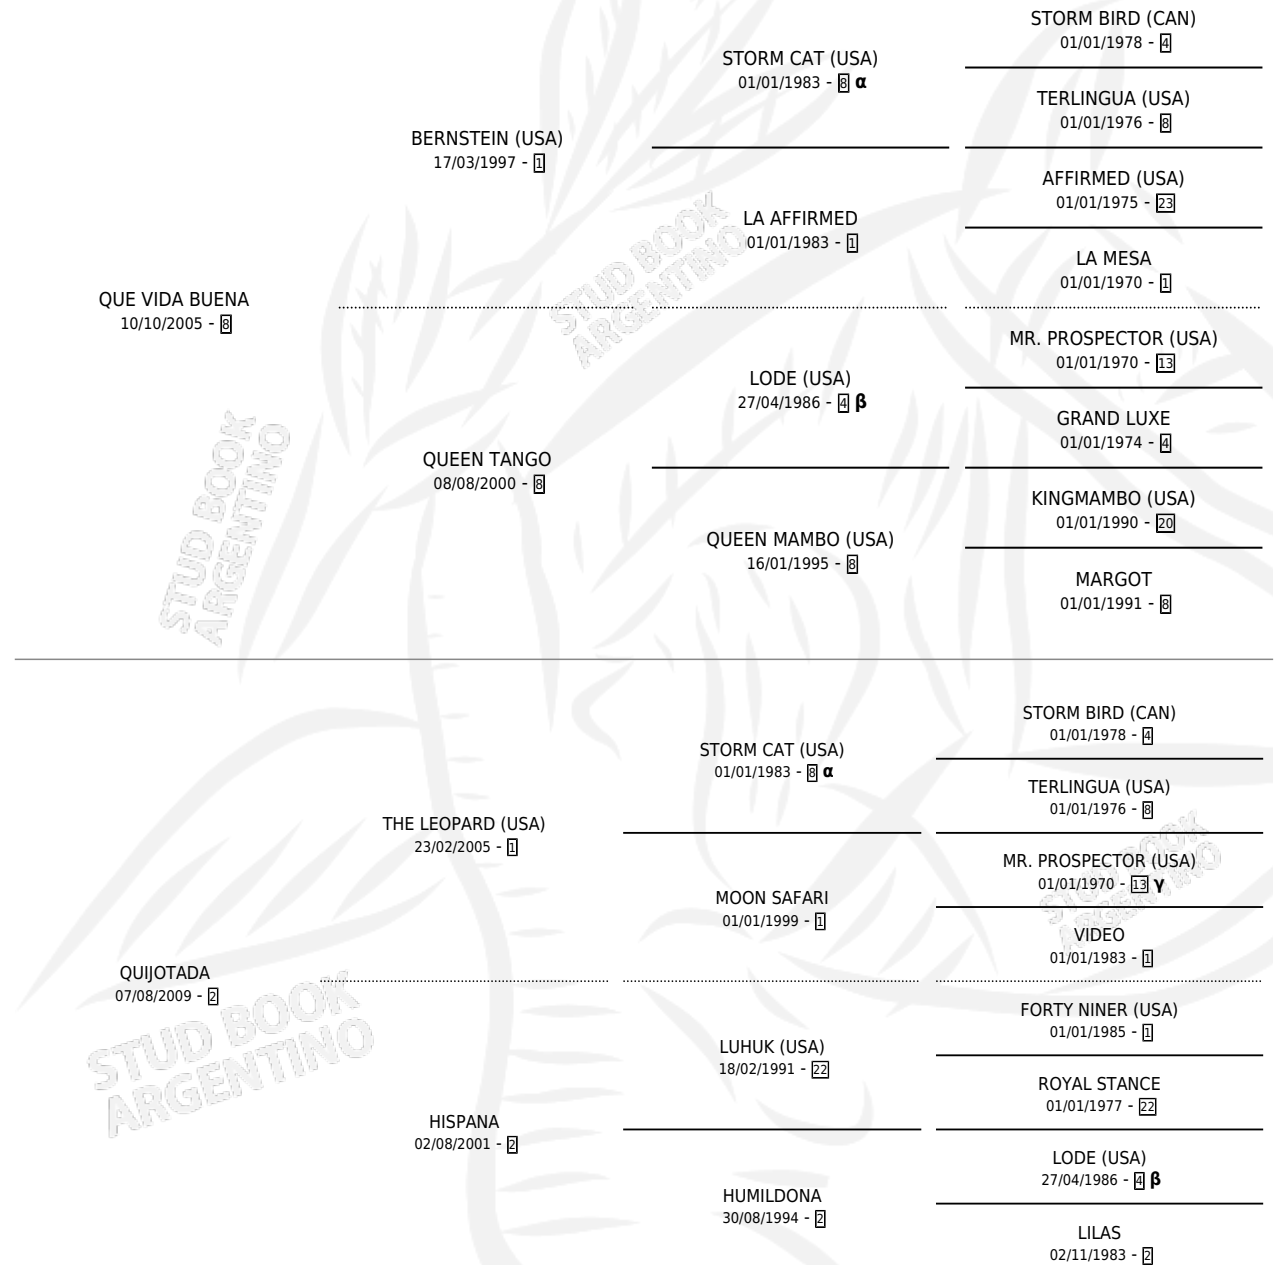 STORM BIRD (CAN)
01/01/1978 - 4
STORM CAT (USA)
01/01/1983 - 8 α
TERLINGUA (USA)
01/01/1976 - 8
BERNSTEIN (USA)
17/03/1997 - 1
AFFIRMED (USA)
01/01/1975 - 23
LA AFFIRMED
01/01/1983 - 1
LA MESA
01/01/1970 - 1
QUE VIDA BUENA
10/10/2005 - 8
MR. PROSPECTOR (USA)
01/01/1970 - 13
LODE (USA)
27/04/1986 - 4 β
GRAND LUXE
01/01/1974 - 4
QUEEN TANGO
08/08/2000 - 8
KINGMAMBO (USA)
01/01/1990 - 20
QUEEN MAMBO (USA)
16/01/1995 - 8
MARGOT
01/01/1991 - 8
STUD BOOK
ARGENTINO
STUD BOOK
ARGENTINO
STORM BIRD (CAN)
01/01/1978 - 4
STORM CAT (USA)
01/01/1983 - 8 α
TERLINGUA (USA)
01/01/1976 - 8
THE LEOPARD (USA)
23/02/2005 - 1
MR. PROSPECTOR (USA)
01/01/1970 - 13 γ
MOON SAFARI
01/01/1999 - 1
VIDEO
01/01/1983 - 1
QUIJOTADA
07/08/2009 - 2
FORTY NINER (USA)
01/01/1985 - 1
LUHUK (USA)
18/02/1991 - 22
ROYAL STANCE
01/01/1977 - 22
HISPANA
02/08/2001 - 2
LODE (USA)
27/04/1986 - 4 β
HUMILDONA
30/08/1994 - 2
LILAS
02/11/1983 - 2
STUD BOOK
ARGENTINO
STUD BOOK
ARGENTINO